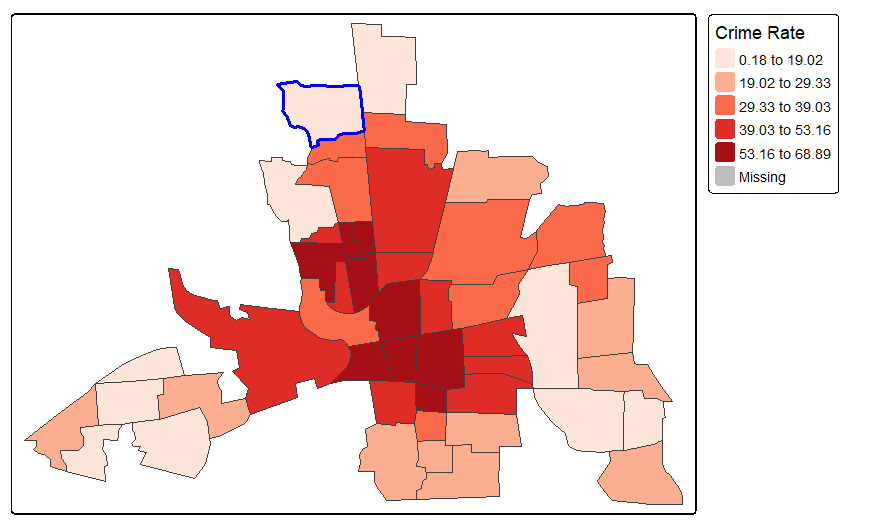 Crime Rate
0.18 to 19.02
19.02 to 29.33
29.33 to 39.03
39.03 to 53.16
53.16 to 68.89
Missing